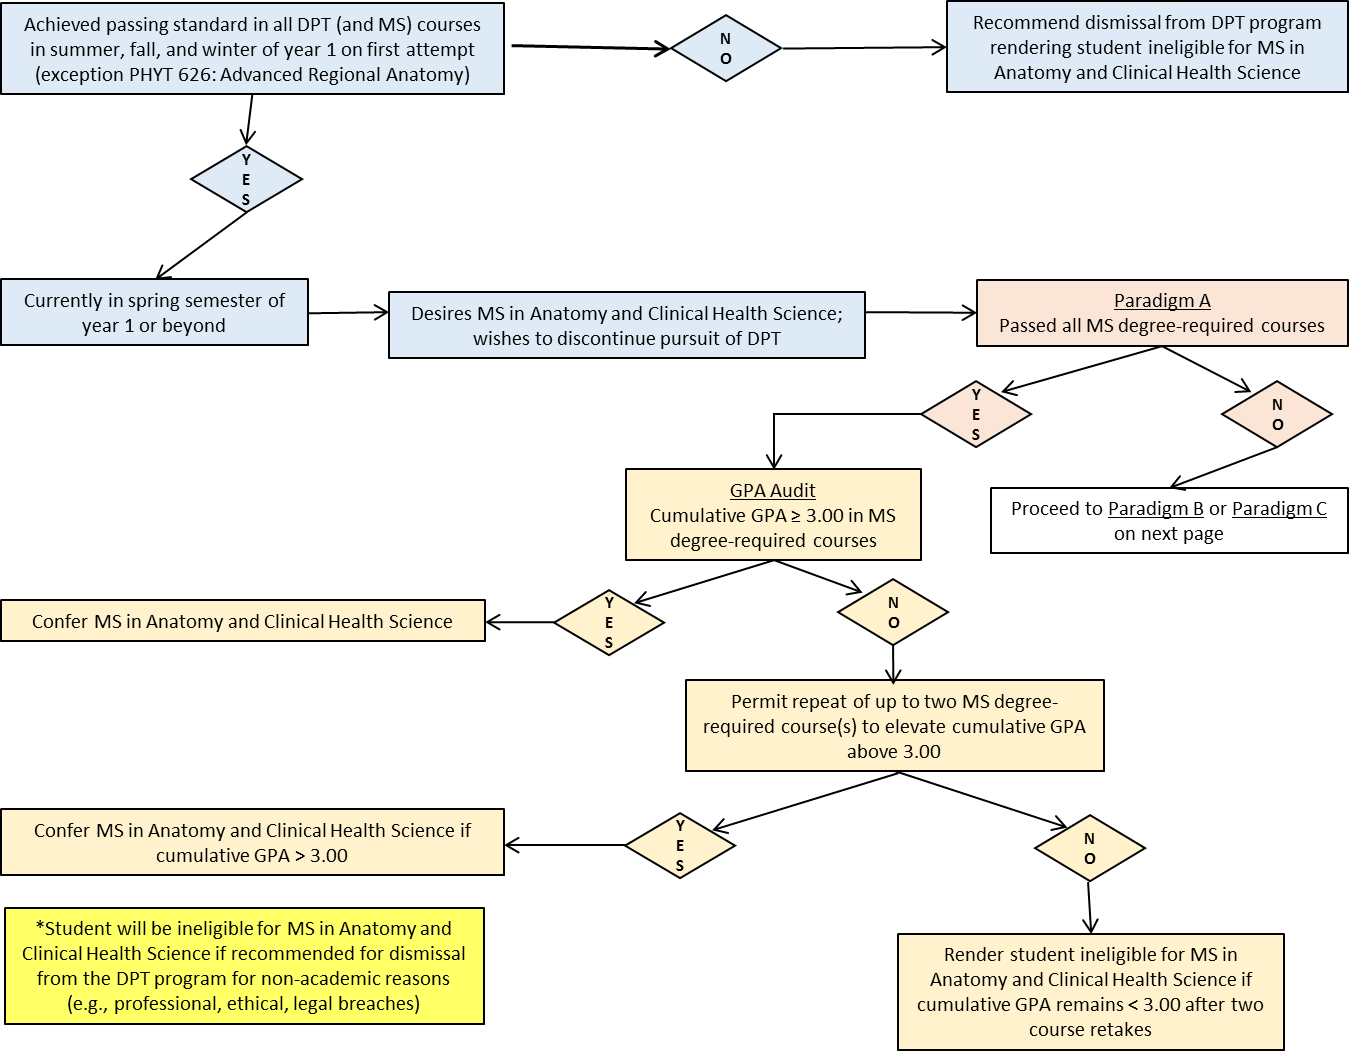 Achieved passing standard in all DPT (and MS) courses
in summer, fall, and winter of year 1 on first attempt
(exception PHYT 626: Advanced Regional Anatomy)
N
O
Recommend dismissal from DPT program
rendering student ineligible for MS in
Anatomy and Clinical Health Science
Y
E
S
Currently in spring semester of
year 1 or beyond
Desires MS in Anatomy and Clinical Health Science;
wishes to discontinue pursuit of DPT
Paradigm A
Passed all MS degree-required courses
Y
E
S
N
O
GPA Audit
Cumulative GPA ≥ 3.00 in MS
degree-required courses
Proceed to Paradigm B or Paradigm C
on next page
Confer MS in Anatomy and Clinical Health Science
Y
E
S
N
O
Permit repeat of up to two MS degree-
required course(s) to elevate cumulative GPA
above 3.00
Confer MS in Anatomy and Clinical Health Science if
cumulative GPA > 3.00
Y
E
S
N
O
*Student will be ineligible for MS in Anatomy and
Clinical Health Science if recommended for dismissal
from the DPT program for non-academic reasons
(e.g., professional, ethical, legal breaches)
Render student ineligible for MS in
Anatomy and Clinical Health Science if
cumulative GPA remains < 3.00 after two
course retakes